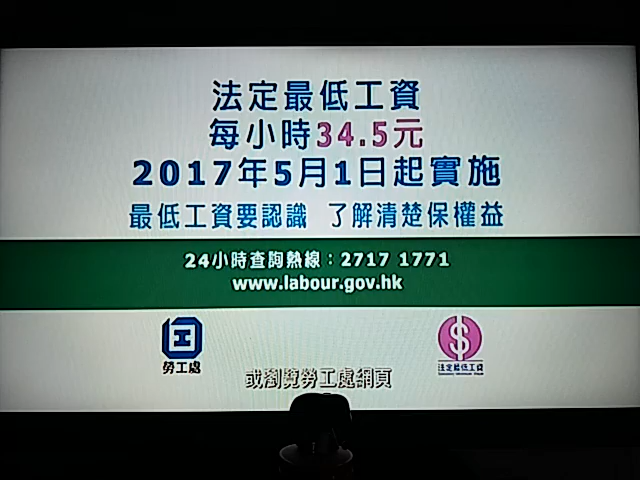 法定最低工資
每小時34.5元
2017年5月1日起實施
最低工資要認識 了解清楚保權益
24小時查詢熱線：2717 1771
www.labour.gov.hk
勞工處
法定最低工資
或瀏覽勞工處網頁